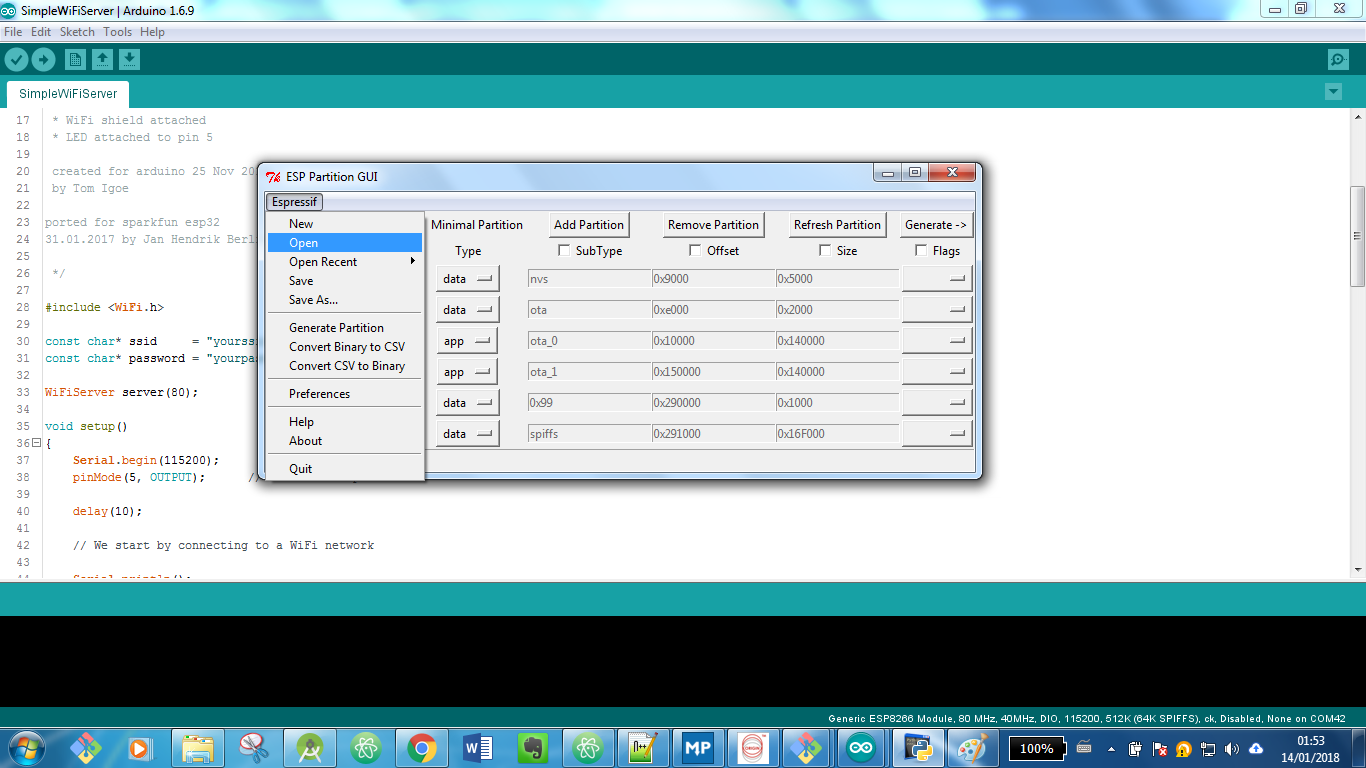 SimpleWiFiServer | Arduino 1.6.9
File Edit Sketch Tools Help
SimpleWiFiServer
17 * WiFi shield attached
18 * LED attached to pin 5
19
20 created for arduino 25 Nov
21 by Tom Igoe
22
23 ported for sparkfun esp32
24 31.01.2017 by Jan Hendrik
25
26 */
27
28 #include <WiFi.h>
29
30 const char* ssid     =
31 const char* password =
32
33 WiFiServer server(80);
34
35 void setup()
36 {
37 Serial.begin(115200);
38 pinMode(5, OUTPUT); //
39
40 delay(10);
41
42 // We start by connecting to a WiFi network
43
ESP Partition GUI
Espressif
New
Open
Open Recent
Save
Save As...
Generate Partition
Convert Binary to CSV
Convert CSV to Binary
Preferences
Help
About
Quit
Minimal Partition Add Partition Remove Partition Refresh Partition Generate ->
Type SubType Offset Size Flags
data nvs 0x9000 0x5000
data ota 0xe000 0x2000
app ota_0 0x10000 0x140000
app ota_1 0x150000 0x140000
data 0x99 0x290000 0x1000
data spiffs 0x291000 0x16F000
Generic ESP8266 Module, 80 MHz, 40MHz, DIO, 115200, 512K (64K SPIFFS), ck, Disabled, None on COM42
MP
100%
01:53
14/01/2018